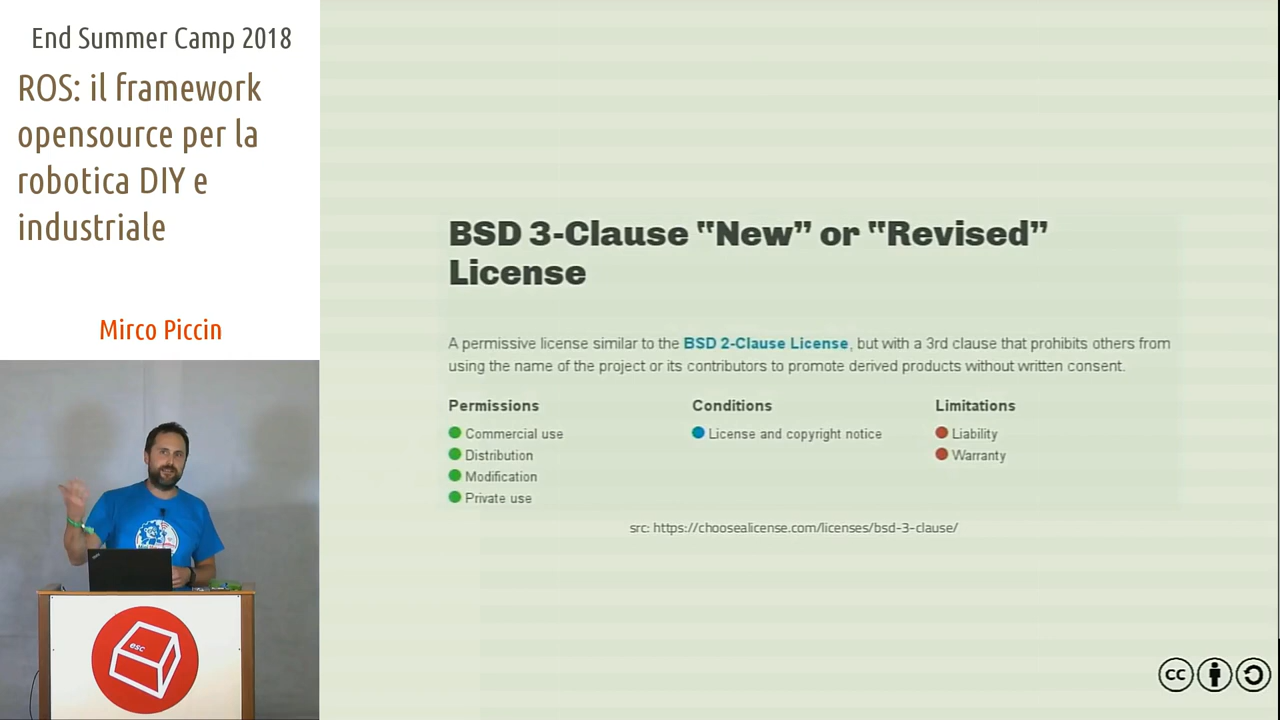 End Summer Camp 2018
ROS: il framework
opensource per la
robotica DIY e
industriale
Mirco Piccin
esc
BSD 3-Clause "New” or "Revised”
License
A permissive license similar to the BSD 2-Clause License, but with a 3rd clause that prohibits others from
using the name of the project or its contributors to promote derived products without written consent.
Permissions
Commercial use
Distribution
Modification
Private use
Conditions
License and copyright notice
Limitations
Liability
Warranty
src: https://choosealicense.com/licenses/bsd-3-clause/
cc